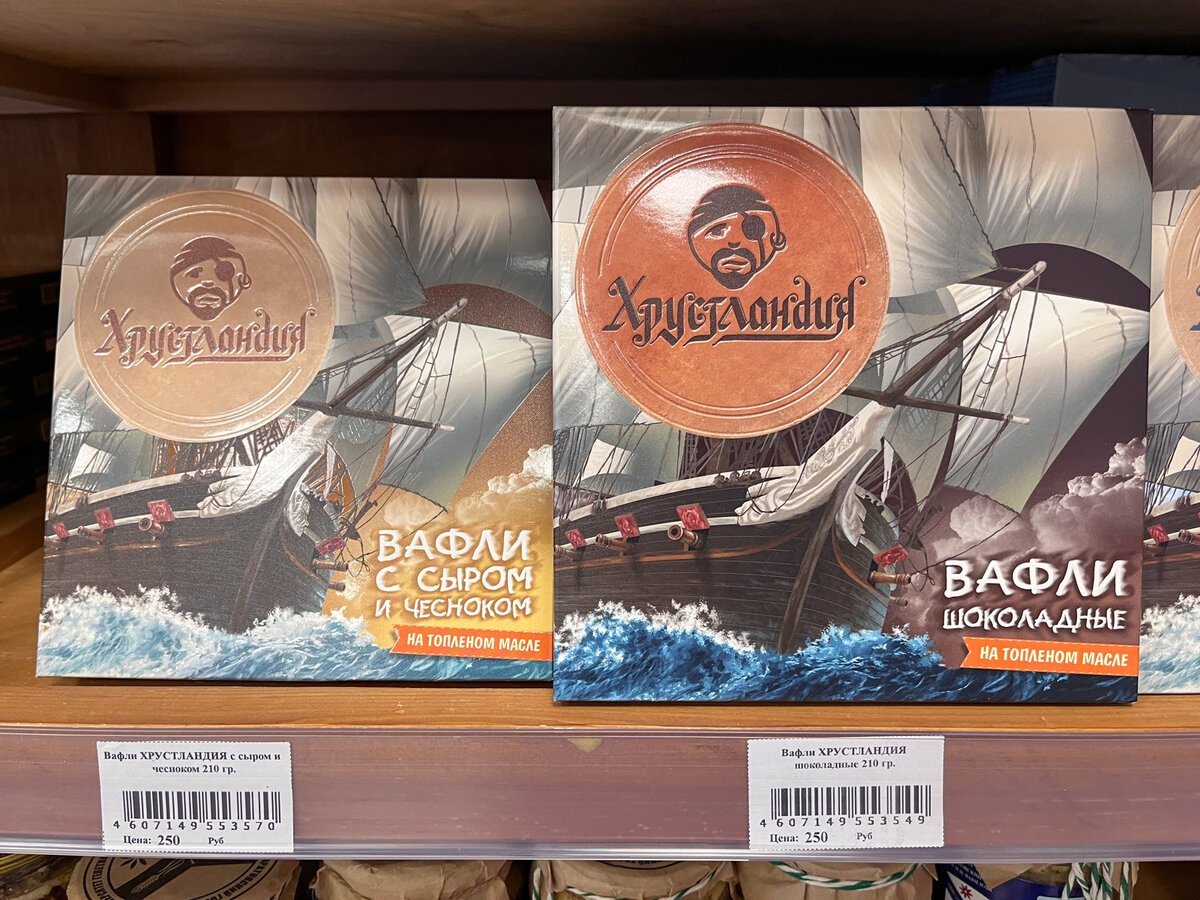 Хрустландия
ВАФЛИ
С СЫРОМ
И ЧЕСНОКОМ
НА ТОПЛЕНОМ МАСЛЕ
Хрустландия
ВАФЛИ
ШОКОЛАДНЫЕ
НА ТОПЛЕНОМ МАСЛЕ
Вафли ХРУСТЛАНДИЯ с сыром и
чесноком 210 гр.
4 607149 553570
Цена: 250 Руб
Вафли ХРУСТЛАНДИЯ
шоколадные 210 гр.
4 607149 553549
Цена: 250 Руб